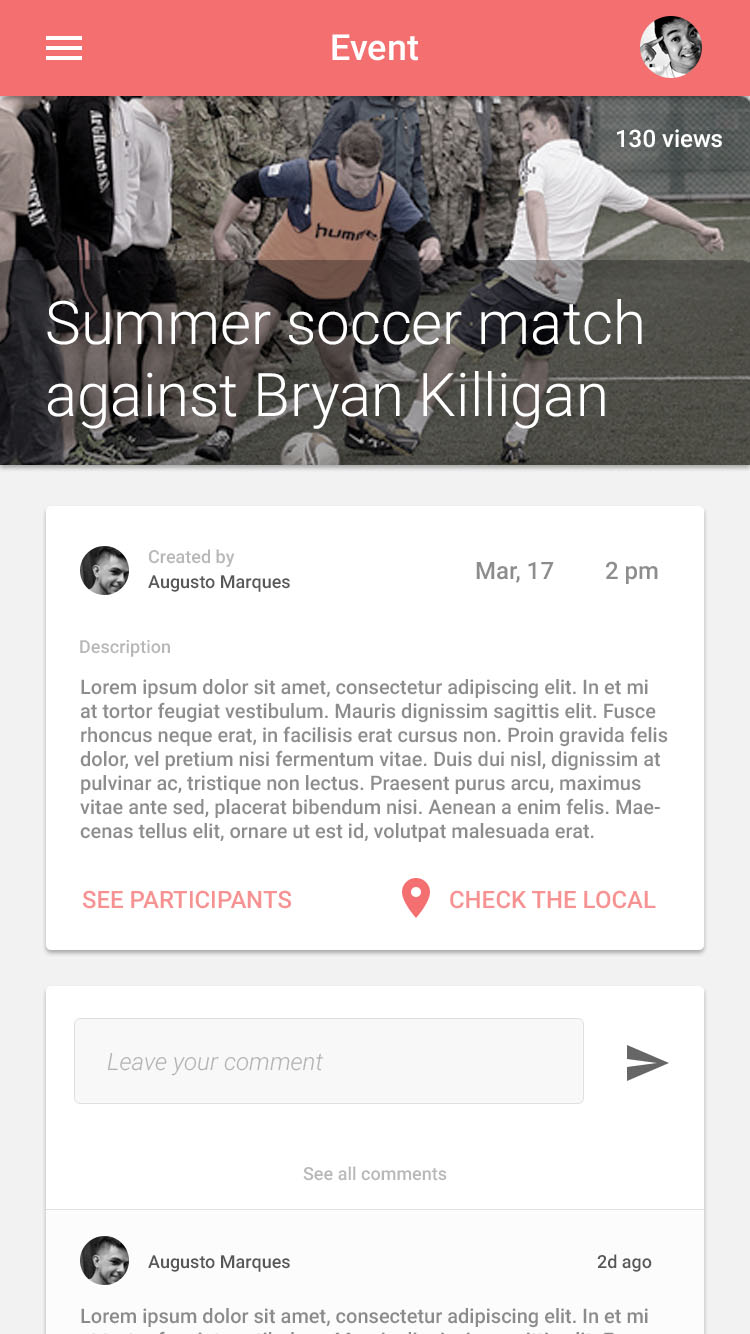 Event
130 views
AFGHANISTAN
hummel
Summer soccer match
against Bryan Killigan
Created by
Augusto Marques
Mar, 17
2 pm
Description
Lorem ipsum dolor sit amet, consectetur adipiscing elit. In et mi
at tortor feugiat vestibulum. Mauris dignissim sagittis elit. Fusce
rhoncus neque erat, in facilisis erat cursus non. Proin gravida felis
dolor, vel pretium nisi fermentum vitae. Duis dui nisl, dignissim at
pulvinar ac, tristique non lectus. Praesent purus arcu, maximus
vitae ante sed, placerat bibendum nisi. Aenean a enim felis. Mae-
cenas tellus elit, ornare ut est id, volutpat malesuada erat.
SEE PARTICIPANTS
CHECK THE LOCAL
Leave your comment
See all comments
Augusto Marques
2d ago
Lorem ipsum dolor sit amet, consectetur adipiscing elit. In et mi